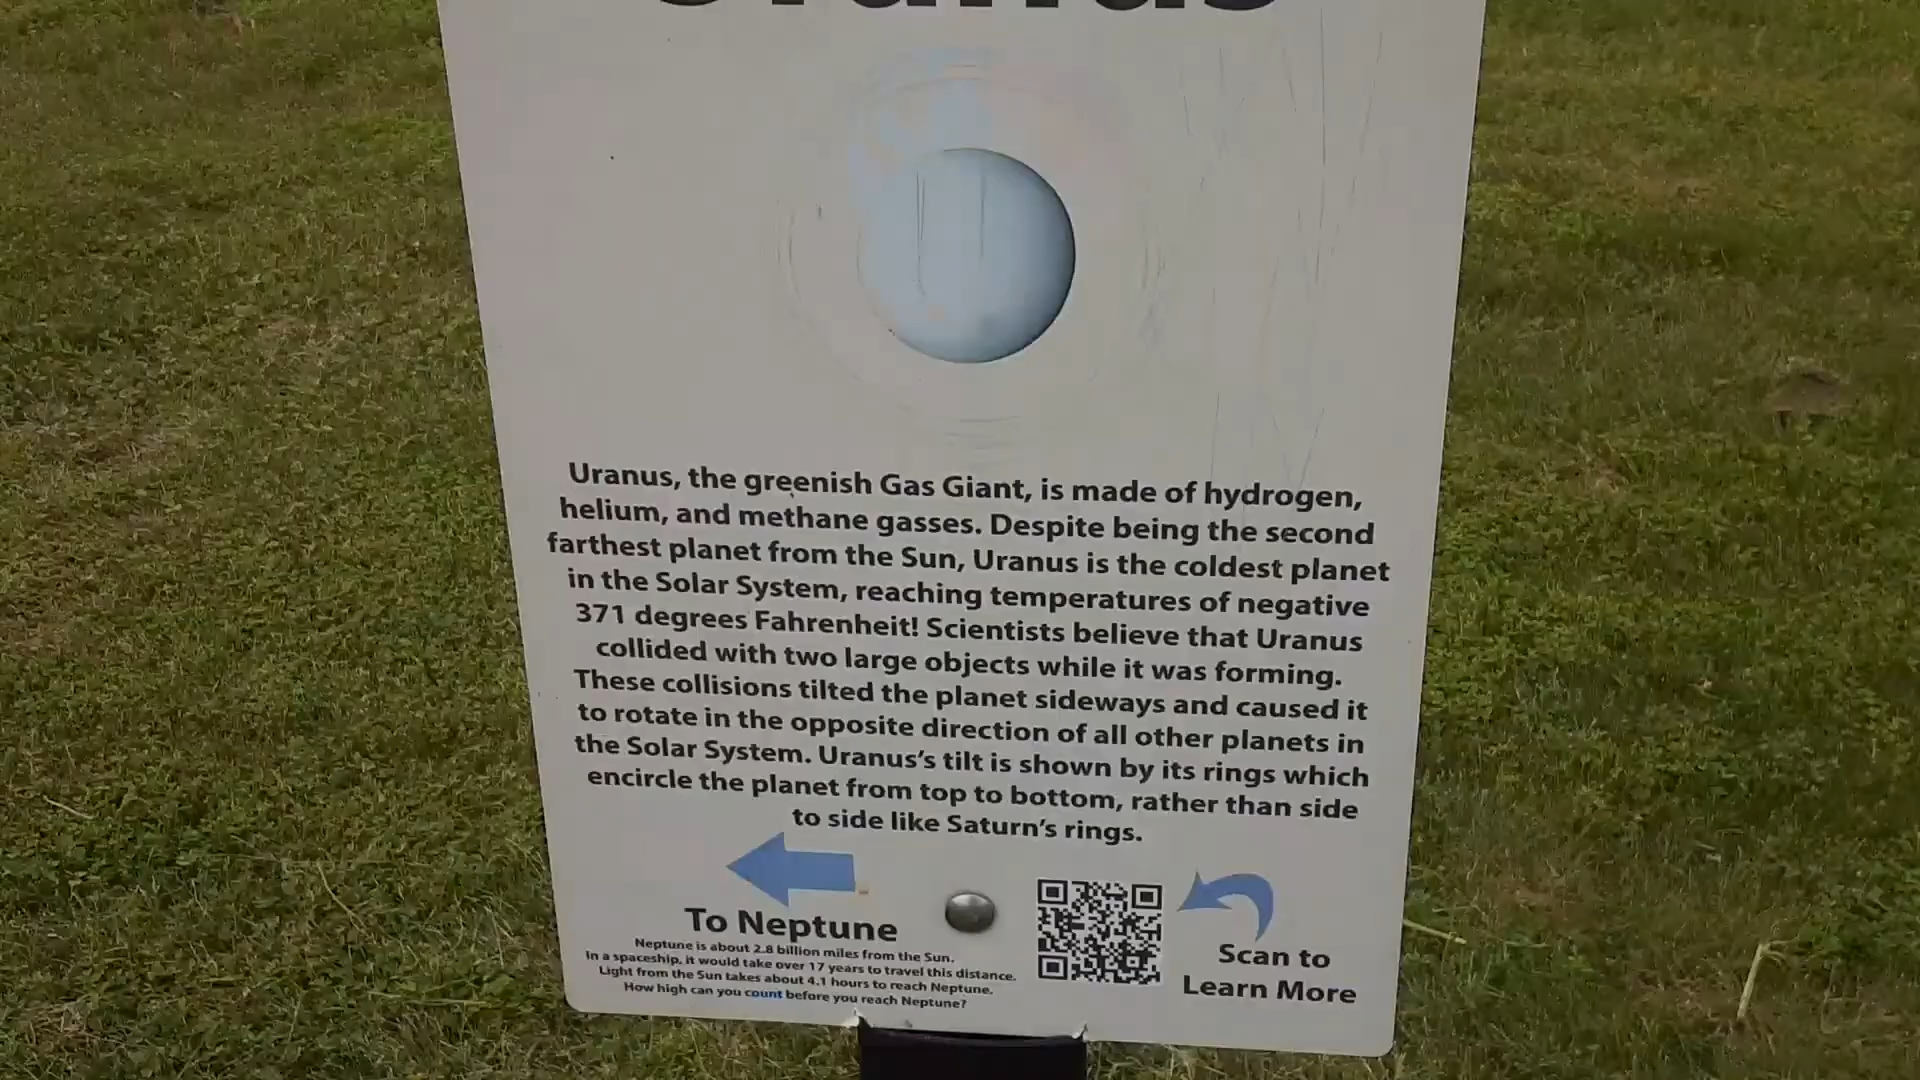 Uranus
Uranus, the greenish Gas Giant, is made of hydrogen,
helium, and methane gasses. Despite being the second
farthest planet from the Sun, Uranus is the coldest planet
in the Solar System, reaching temperatures of negative
371 degrees Fahrenheit! Scientists believe that Uranus
collided with two large objects while it was forming.
These collisions tilted the planet sideways and caused it
to rotate in the opposite direction of all other planets in
the Solar System. Uranus's tilt is shown by its rings which
encircle the planet from top to bottom, rather than side
to side like Saturn's rings.
To Neptune
Neptune is about 2.8 billion miles from the Sun.
In a spaceship, it would take over 17 years to travel this distance.
Light from the Sun takes about 4.1 hours to reach Neptune.
How high can you count before you reach Neptune?
Scan to
Learn More